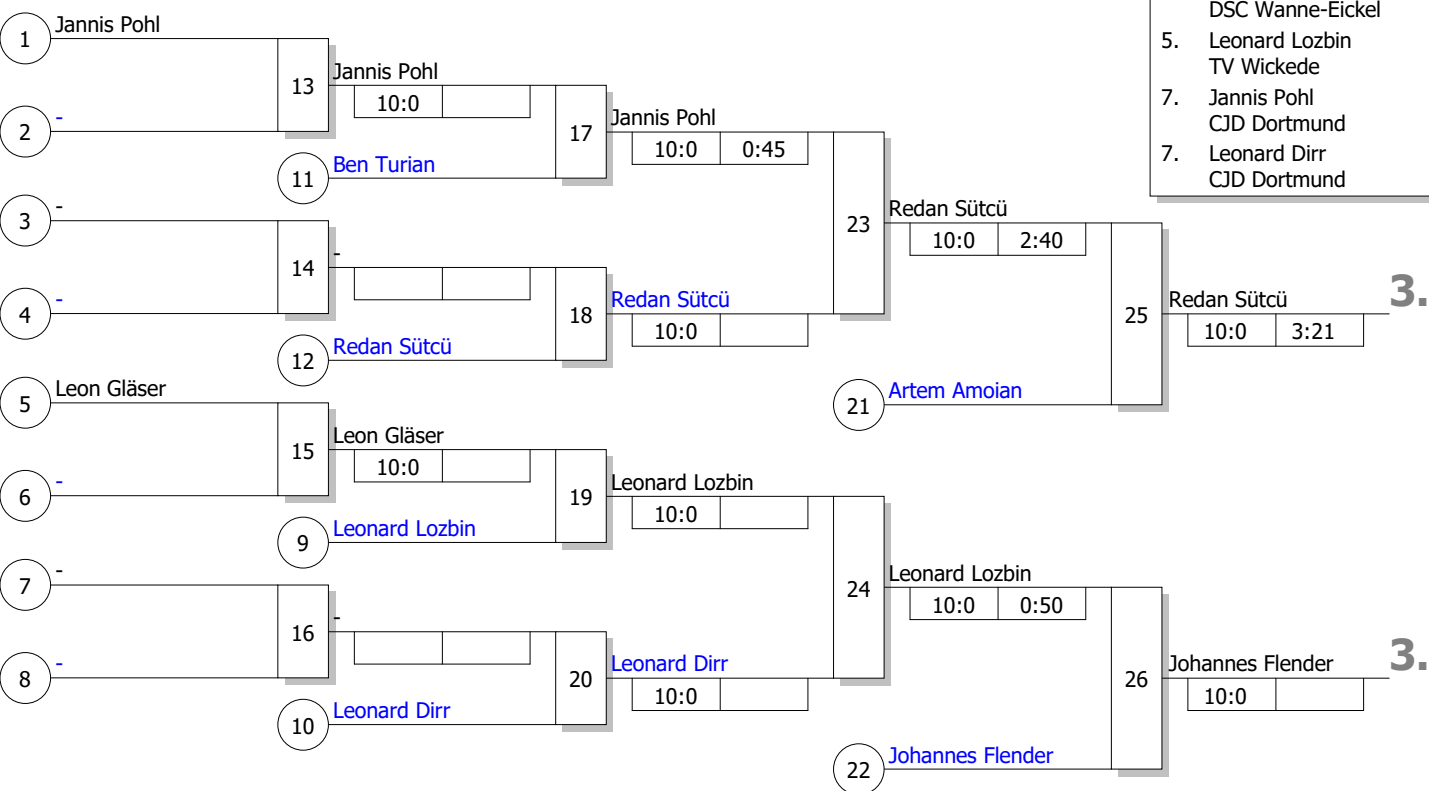 DSC Wanne-Eickel
5. Leonard Lozbin
TV Wickede
7. Jannis Pohl
CJD Dortmund
7. Leonard Dirr
CJD Dortmund
1 Jannis Pohl
2 -
13 Jannis Pohl
10:0
11 Ben Turian
17 Jannis Pohl
10:0 0:45
3 -
4 -
14 -
12 Redan Sütcü
18 Redan Sütcü
10:0
23 Redan Sütcü
10:0 2:40
21 Artem Amoian
25 Redan Sütcü 3.
10:0 3:21
5 Leon Gläser
6 -
15 Leon Gläser
10:0
9 Leonard Lozbin
19 Leonard Lozbin
10:0
7 -
8 -
16 -
10 Leonard Dirr
20 Leonard Dirr
10:0
24 Leonard Lozbin
10:0 0:50
22 Johannes Flender
26 Johannes Flender 3.
10:0